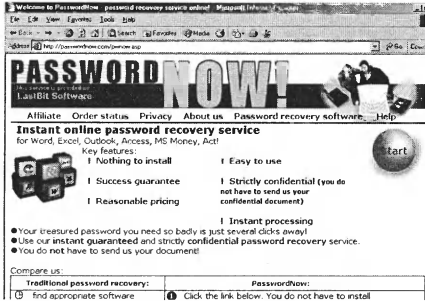 Welcome to PasswordNow - password recovery service online! - Microsoft Internet
File Edit View Favorites Tools Help
Back Search Favorites Media
Address http://passwordnow.com/pwnow.asp Go
PASSWORD NOW!
this service is provided by
LastBit Software
Affiliate Order status Privacy About us Password recovery software Help
Instant online password recovery service
for Word, Excel, Outlook, Access, MS Money, Act!
Start
Key features:
! Nothing to install ! Easy to use
! Success guarantee ! Strictly confidential (you do
not have to send us your
confidential document)
! Reasonable pricing
! Instant processing
●Your treasured password you need so badly is just several clicks away!
●Use our instant guaranteed and strictly confidential password recovery service.
●You do not have to send us your document!
Compare us:
Traditional password recovery: PasswordNow:
find appropriate software Click the link below. You do not have to install